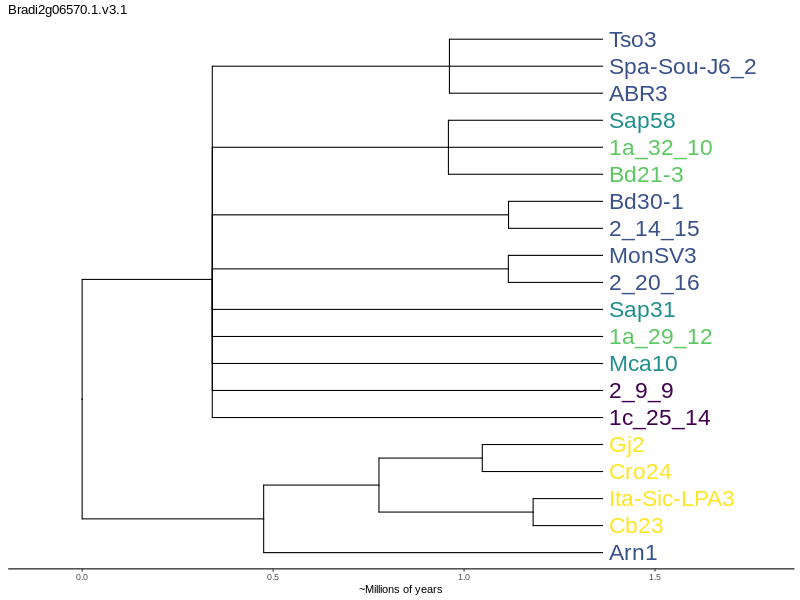 Bradi2g06570.1.v3.1
Tso3
Spa-Sou-J6_2
ABR3
Sap58
1a_32_10
Bd21-3
Bd30-1
2_14_15
MonSV3
2_20_16
Sap31
1a_29_12
Mca10
2_9_9
1c_25_14
Gj2
Cro24
Ita-Sic-LPA3
Cb23
Arn1
0.0 0.5 1.0 1.5
~Millions of years